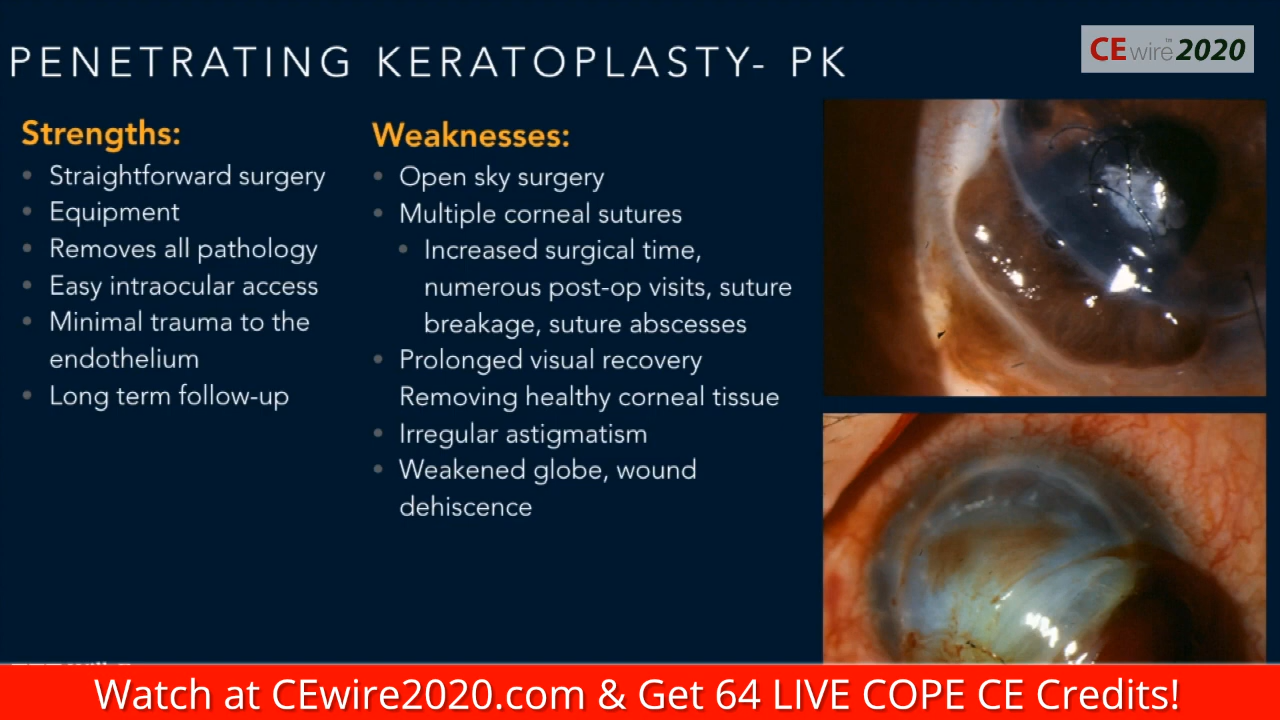 PENETRATING KERATOPLASTY- PK
CEwire™2020
Strengths:
Straightforward surgery
Equipment
Removes all pathology
Easy intraocular access
Minimal trauma to the
endothelium
Long term follow-up
Weaknesses:
Open sky surgery
Multiple corneal sutures
Increased surgical time,
numerous post-op visits, suture
breakage, suture abscesses
Prolonged visual recovery
Removing healthy corneal tissue
Irregular astigmatism
Weakened globe, wound
dehiscence
Watch at CEwire2020.com & Get 64 LIVE COPE CE Credits!